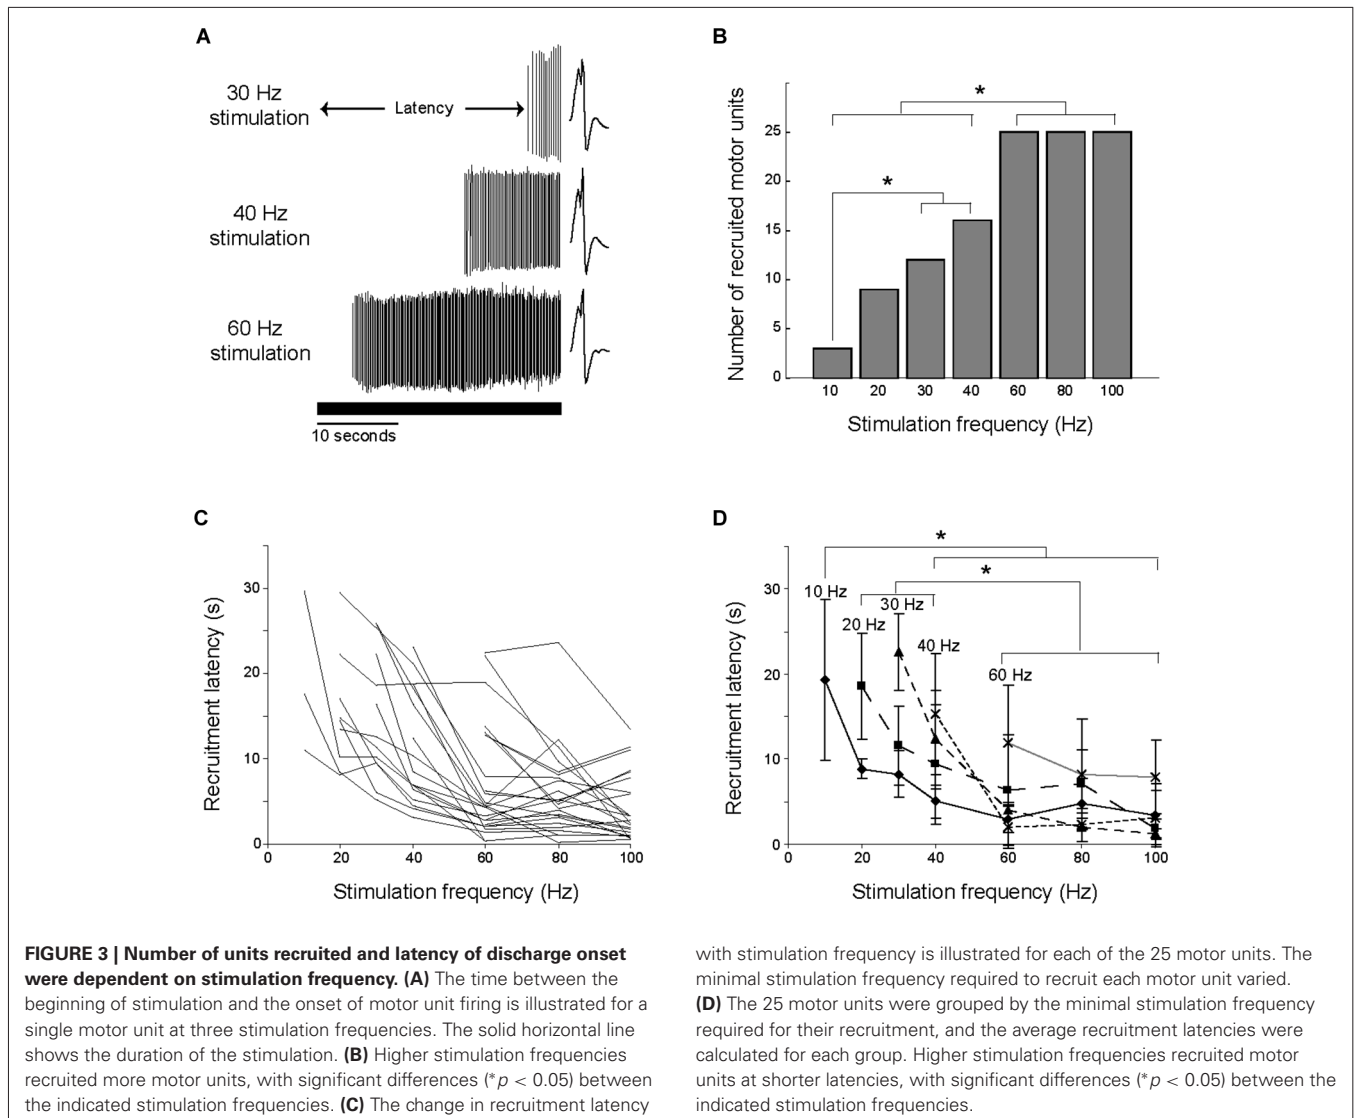 A
30 Hz
stimulation
Latency
40 Hz
stimulation
60 Hz
stimulation
10 seconds
B
Number of recruited motor units
25
20
15
10
5
0
*
*
10 20 30 40 60 80 100
Stimulation frequency (Hz)
C
Recruitment latency (s)
30
20
10
0
0 20 40 60 80 100
Stimulation frequency (Hz)
D
Recruitment latency (s)
30
20
10
0
*
*
10 Hz
20 Hz
30 Hz
40 Hz
60 Hz
0 20 40 60 80 100
Stimulation frequency (Hz)
FIGURE 3 | Number of units recruited and latency of discharge onset
were dependent on stimulation frequency. (A) The time between the
beginning of stimulation and the onset of motor unit firing is illustrated for a
single motor unit at three stimulation frequencies. The solid horizontal line
shows the duration of the stimulation. (B) Higher stimulation frequencies
recruited more motor units, with significant differences (*p < 0.05) between
the indicated stimulation frequencies. (C) The change in recruitment latency
with stimulation frequency is illustrated for each of the 25 motor units. The
minimal stimulation frequency required to recruit each motor unit varied.
(D) The 25 motor units were grouped by the minimal stimulation frequency
required for their recruitment, and the average recruitment latencies were
calculated for each group. Higher stimulation frequencies recruited motor
units at shorter latencies, with significant differences (*p < 0.05) between the
indicated stimulation frequencies.